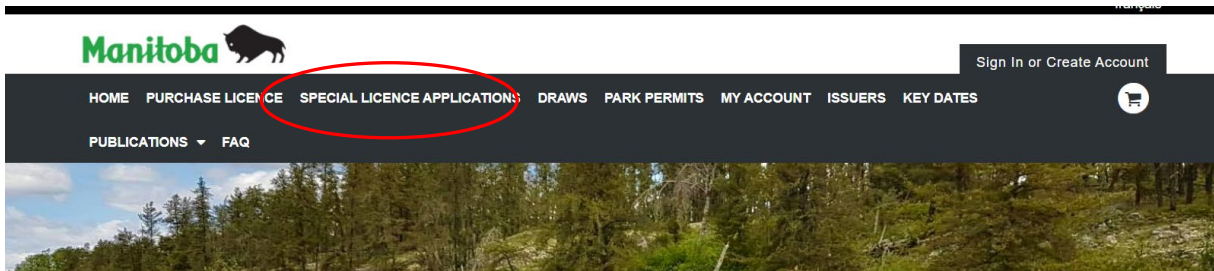 français
Manitoba
Sign In or Create Account
HOME PURCHASE LICENCE SPECIAL LICENCE APPLICATIONS DRAWS PARK PERMITS MY ACCOUNT ISSUERS KEY DATES
PUBLICATIONS FAQ